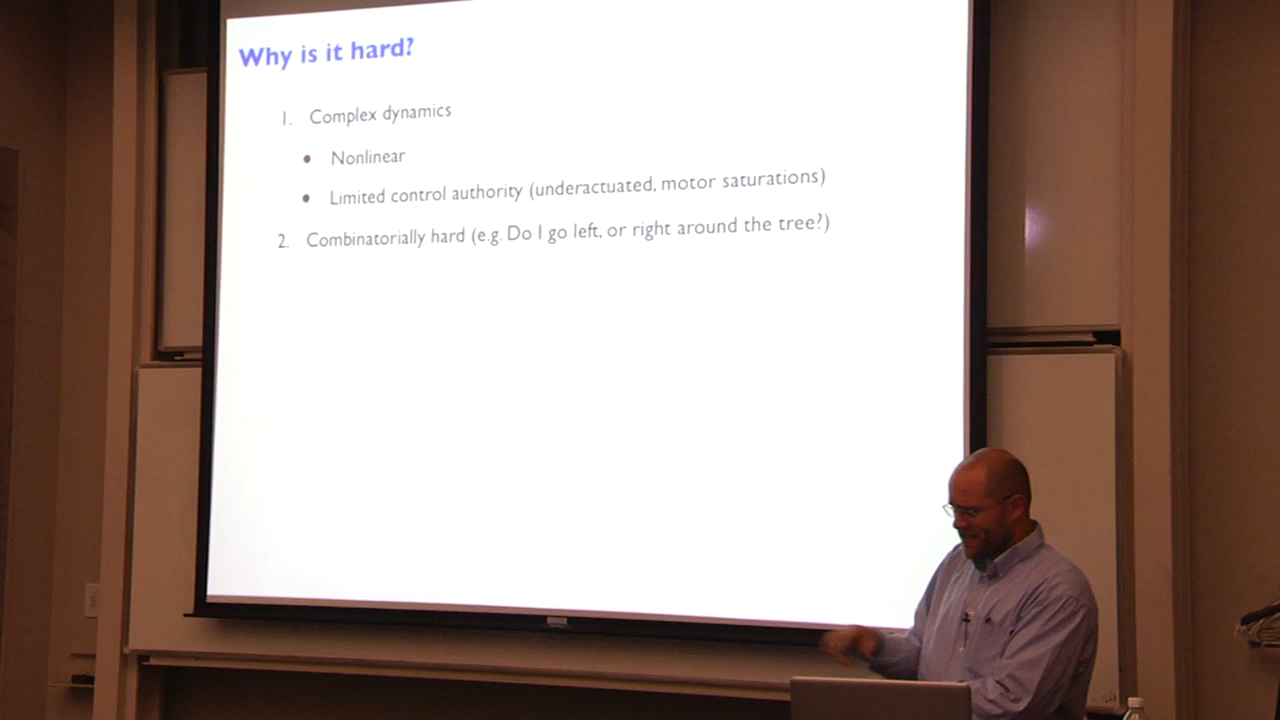 Why is it hard?
1. Complex dynamics
• Nonlinear
• Limited control authority (underactuated, motor saturations)
2. Combinatorially hard (e.g. Do I go left, or right around the tree?)